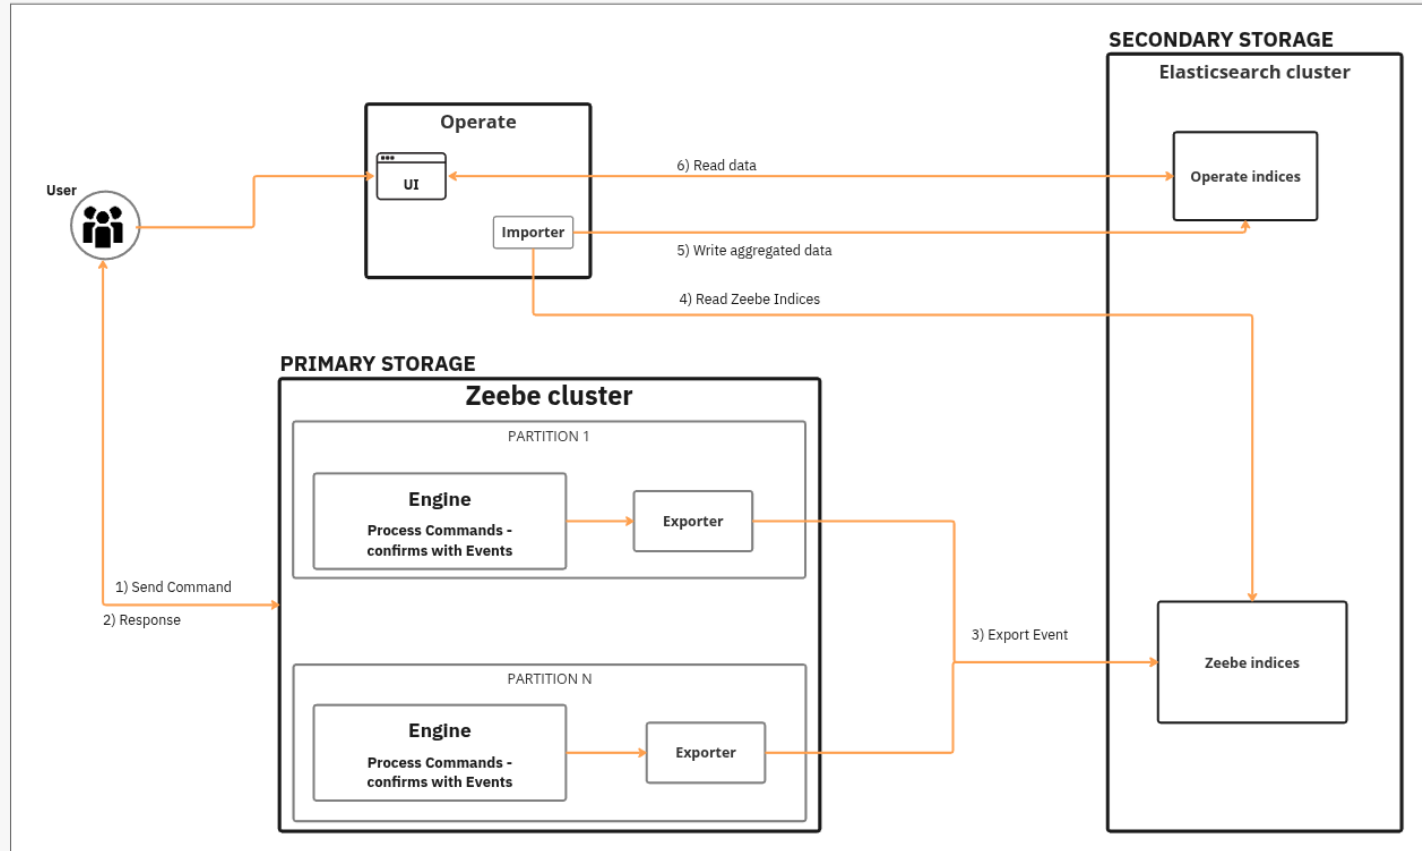 SECONDARY STORAGE
Elasticsearch cluster
Operate
UI
6) Read data
Operate indices
User
Importer
5) Write aggregated data
4) Read Zeebe Indices
PRIMARY STORAGE
Zeebe cluster
PARTITION 1
Engine
Process Commands -
confirms with Events
Exporter
1) Send Command
2) Response
3) Export Event
Zeebe indices
PARTITION N
Engine
Process Commands -
confirms with Events
Exporter